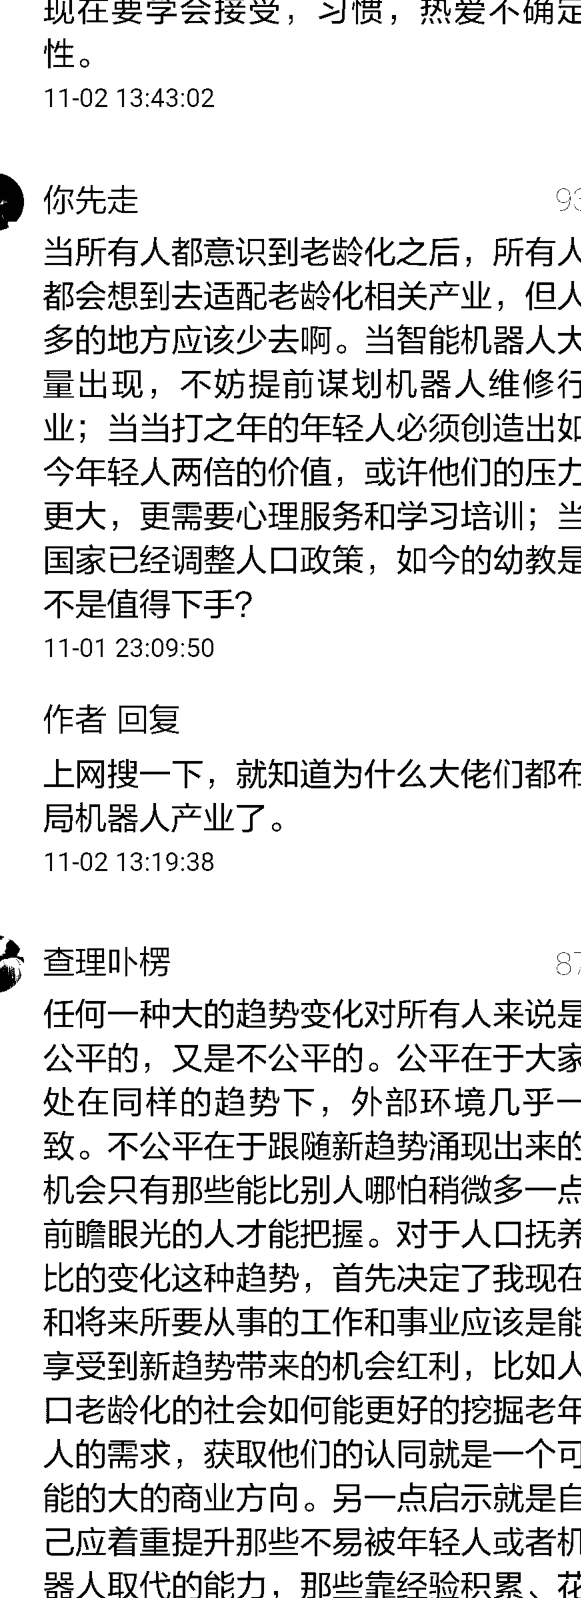 现在要学会接受，习惯，热爱不确定
性。
11-02 13:43:02
你先走
93
当所有人都意识到老龄化之后，所有人
都会想到去适配老龄化相关产业，但人
多的地方应该少去啊。当智能机器人大
量出现，不妨提前谋划机器人维修行
业；当当打之年的年轻人必须创造出如
今年轻人两倍的价值，或许他们的压力
更大，更需要心理服务和学习培训；当
国家已经调整人口政策，如今的幼教是
不是值得下手？
11-01 23:09:50
作者 回复
上网搜一下，就知道为什么大佬们都布
局机器人产业了。
11-02 13:19:38
查理卟楞
87
任何一种大的趋势变化对所有人来说是
公平的，又是不公平的。公平在于大家
处在同样的趋势下，外部环境几乎一
致。不公平在于跟随新趋势涌现出来的
机会只有那些能比别人哪怕稍微多一点
前瞻眼光的人才能把握。对于人口抚养
比的变化这种趋势，首先决定了我现在
和将来所要从事的工作和事业应该是能
享受到新趋势带来的机会红利，比如人
口老龄化的社会如何能更好的挖掘老年
人的需求，获取他们的认同就是一个可
能的大的商业方向。另一点启示就是自
己应着重提升那些不易被年轻人或者机
器人取代的能力，那些靠经验积累、花